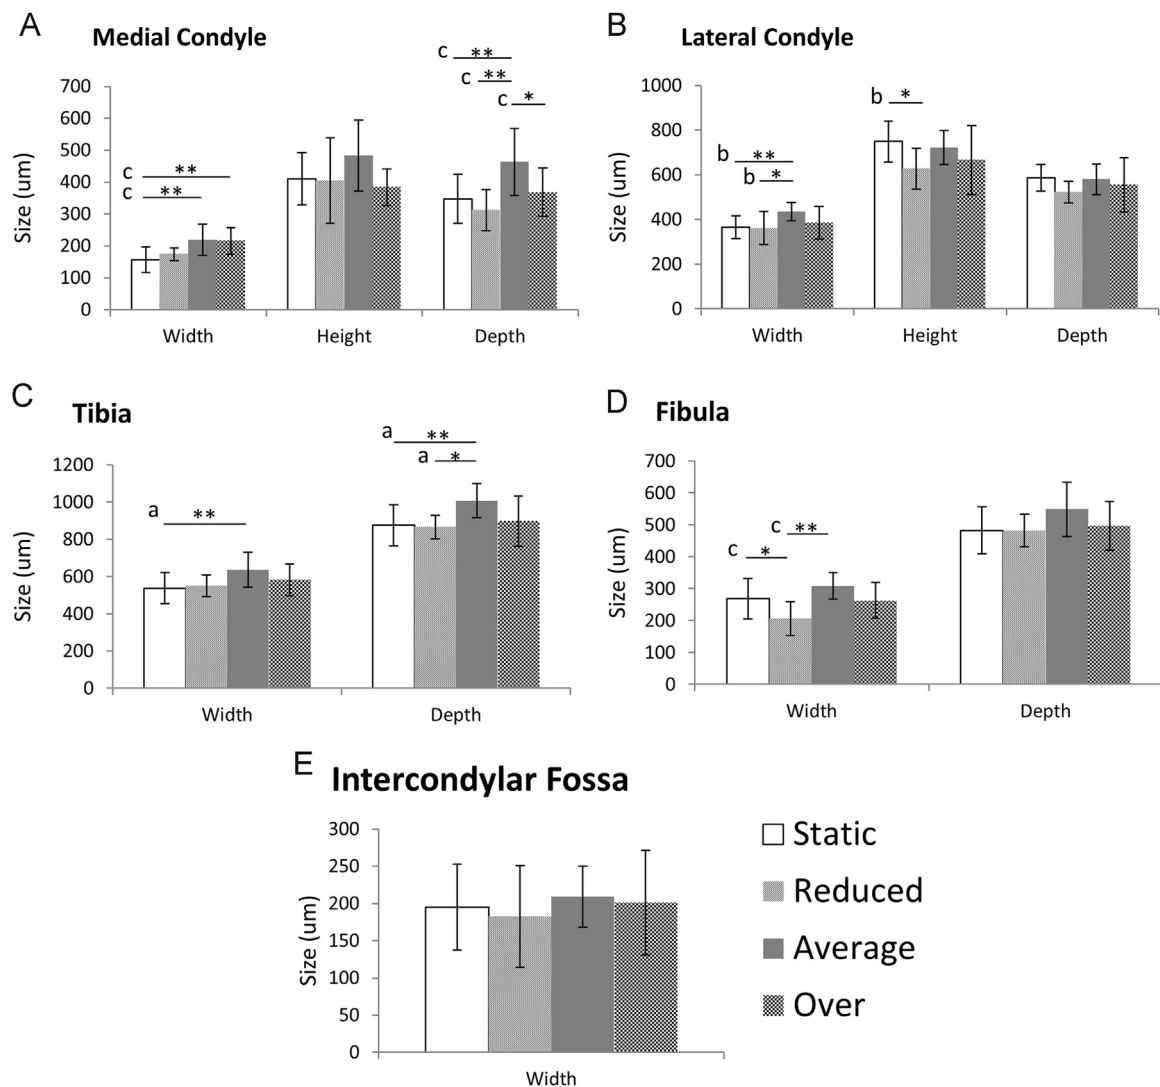 A
Medial Condyle
c **
c **
c *
c **
c **
700
600
500
400
300
200
100
0
Size (um)
Width Height Depth
B
Lateral Condyle
b *
b **
b *
1000
800
600
400
200
0
Size (um)
Width Height Depth
C
Tibia
a **
a *
a **
1200
1000
800
600
400
200
0
Size (um)
Width Depth
D
Fibula
c **
c *
700
600
500
400
300
200
100
0
Size (um)
Width Depth
E
Intercondylar Fossa
300
250
200
150
100
50
0
Size (um)
Width
Static
Reduced
Average
Over